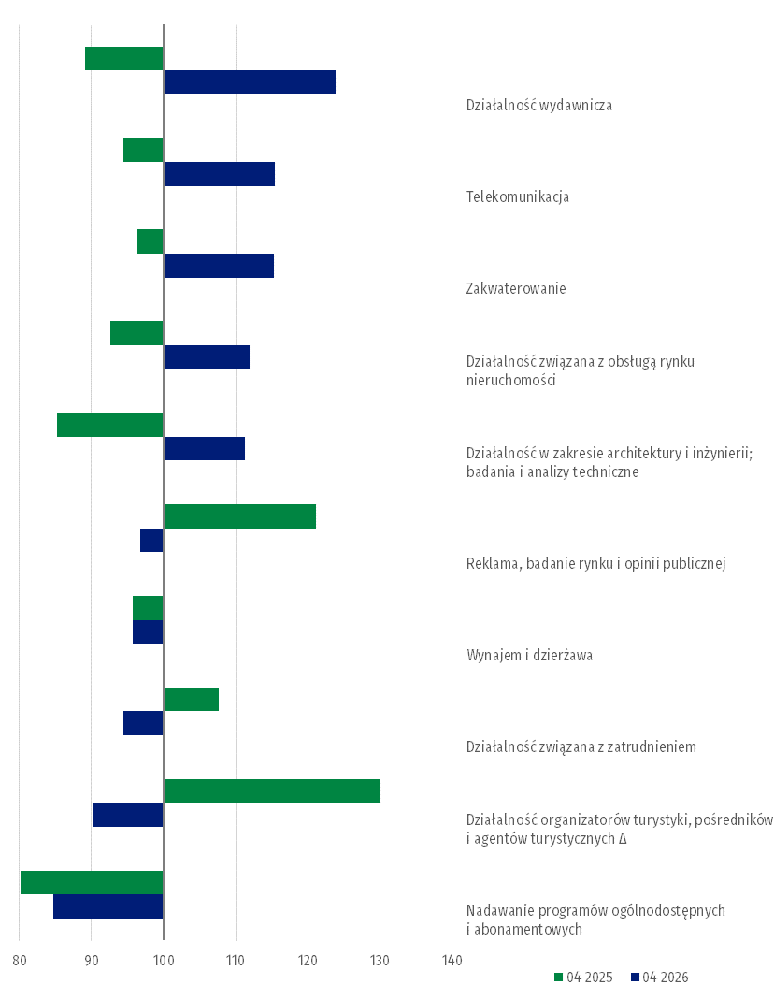 Działalność wydawnicza
Telekomunikacja
Zakwaterowanie
Działalność związana z obsługą rynku
nieruchomości
Działalność w zakresie architektury i inżynierii;
badania i analizy techniczne
Reklama, badanie rynku i opinii publicznej
Wynajem i dzierżawa
Działalność związana z zatrudnieniem
Działalność organizatorów turystyki, pośredników
i agentów turystycznych Δ
Nadawanie programów ogólnodostępnych
i abonamentowych
80 90 100 110 120 130 140
04 2025 04 2026